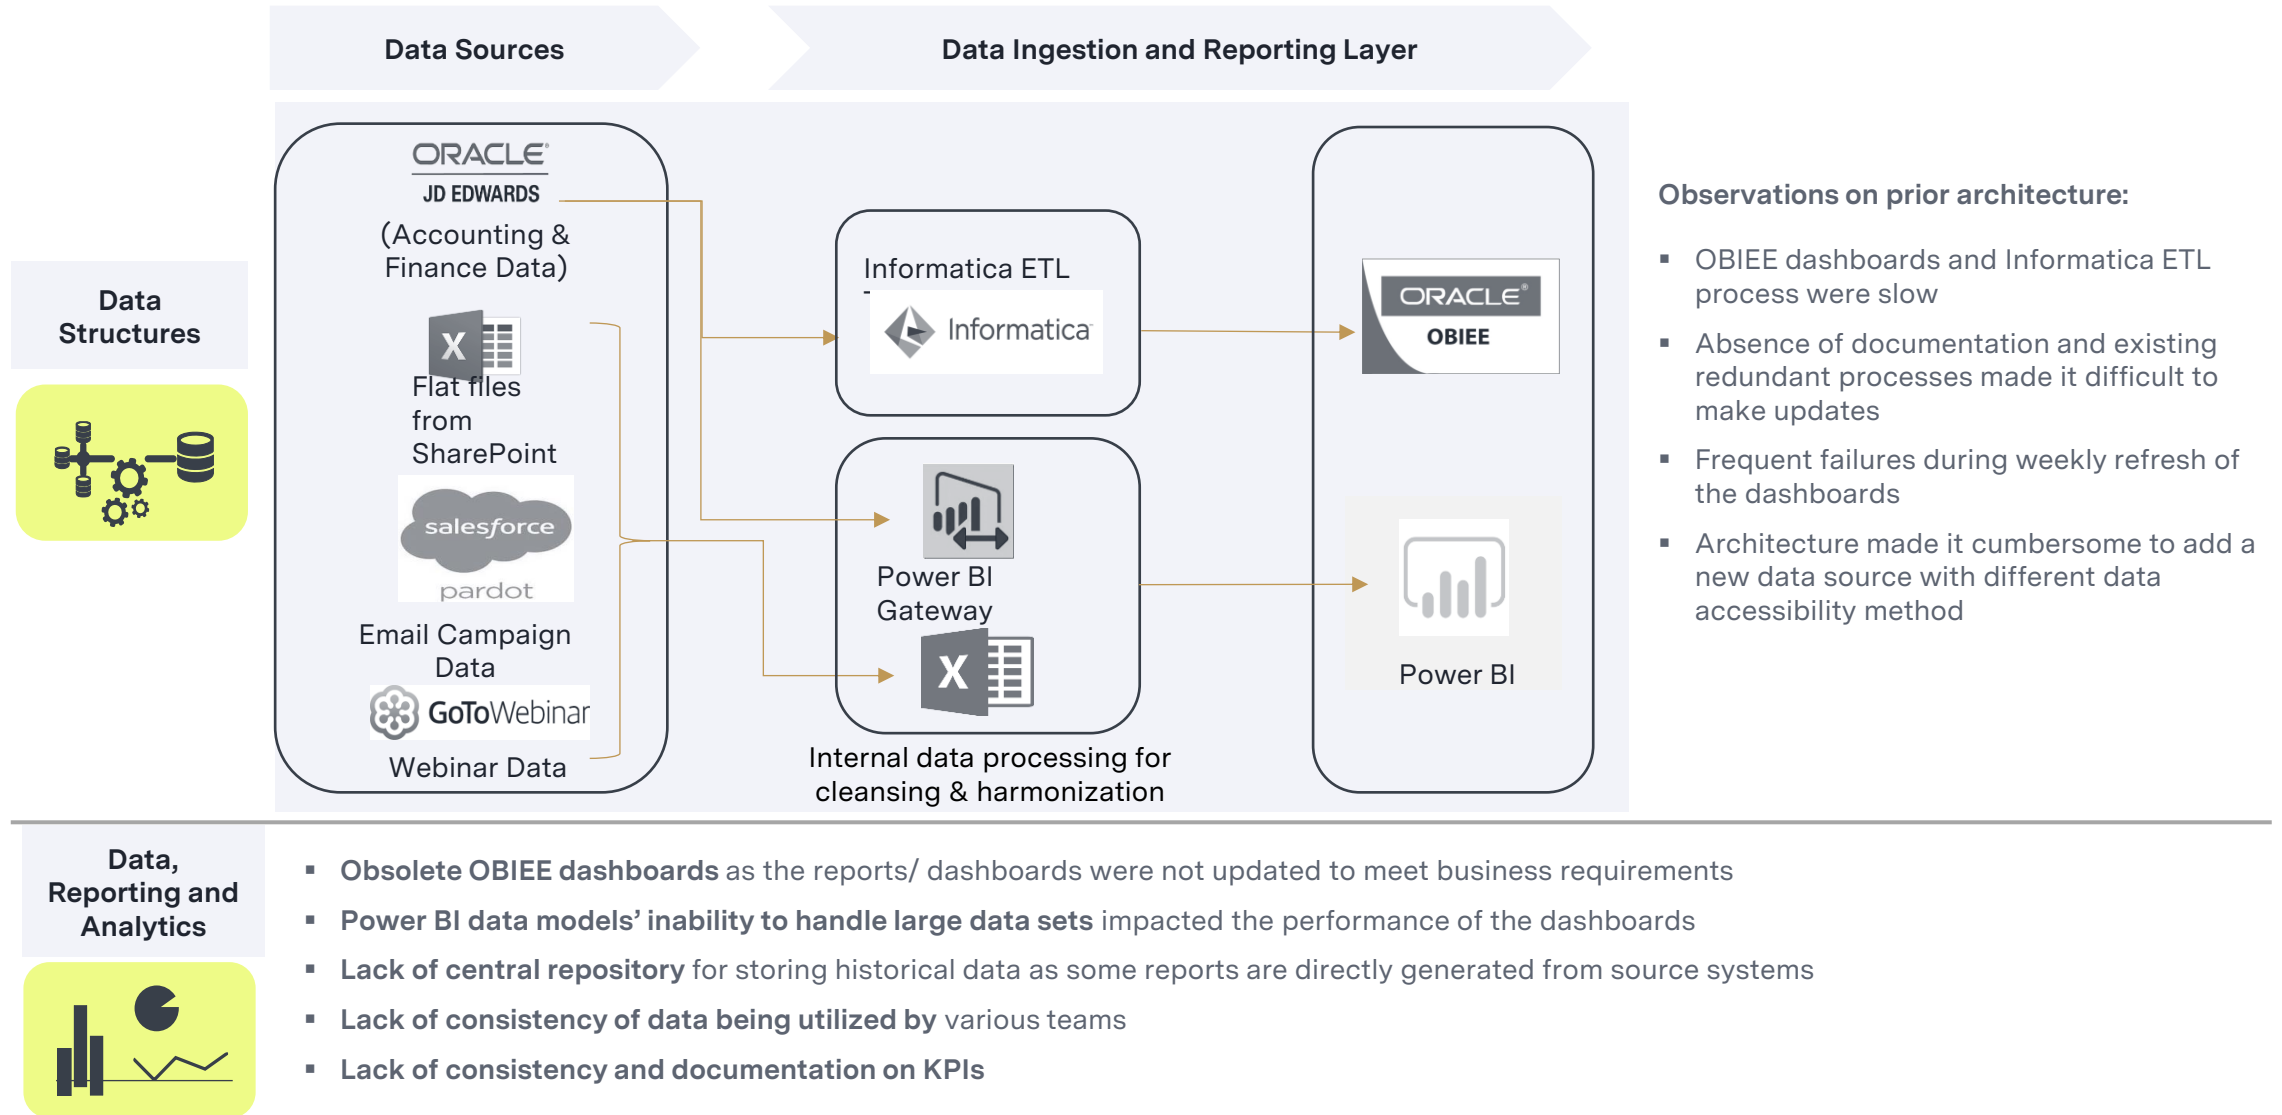 Data Sources
Data Ingestion and Reporting Layer
Data
Structures
ORACLE®
JD EDWARDS
(Accounting &
Finance Data)
X
Flat files
from
SharePoint
salesforce
pardot
Email Campaign
Data
GoToWebinar
Webinar Data
Informatica ETL
Informatica
Power BI
Gateway
X
Internal data processing for
cleansing & harmonization
ORACLE®
OBIEE
Power BI
Observations on prior architecture:
▪ OBIEE dashboards and Informatica ETL
process were slow
▪ Absence of documentation and existing
redundant processes made it difficult to
make updates
▪ Frequent failures during weekly refresh of
the dashboards
▪ Architecture made it cumbersome to add a
new data source with different data
accessibility method
Data,
Reporting and
Analytics
▪ Obsolete OBIEE dashboards as the reports/ dashboards were not updated to meet business requirements
▪ Power BI data models’ inability to handle large data sets impacted the performance of the dashboards
▪ Lack of central repository for storing historical data as some reports are directly generated from source systems
▪ Lack of consistency of data being utilized by various teams
▪ Lack of consistency and documentation on KPIs